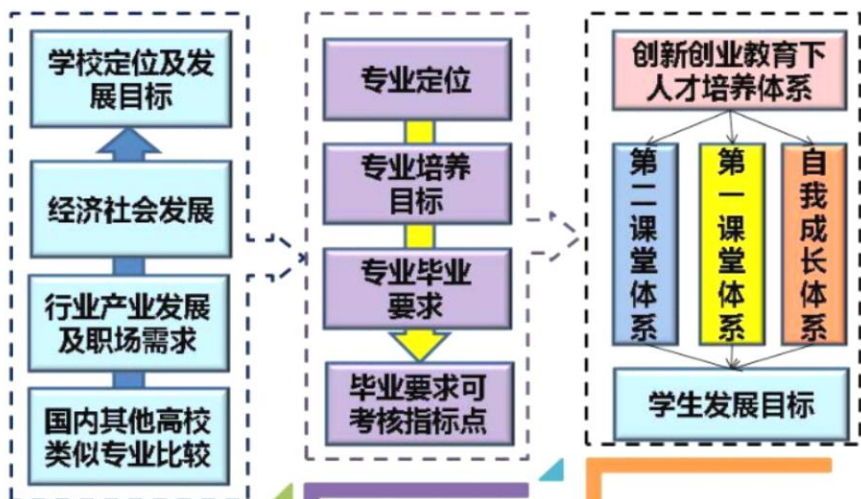 学校定位及发
展目标
经济社会发展
行业产业发展
及职场需求
国内其他高校
类似专业比较
专业定位
专业培养
目标
专业毕业
要求
毕业要求可
考核指标点
创新创业教育下
人才培养体系
第二课堂体系
第一课堂体系
自我成长体系
学生发展目标